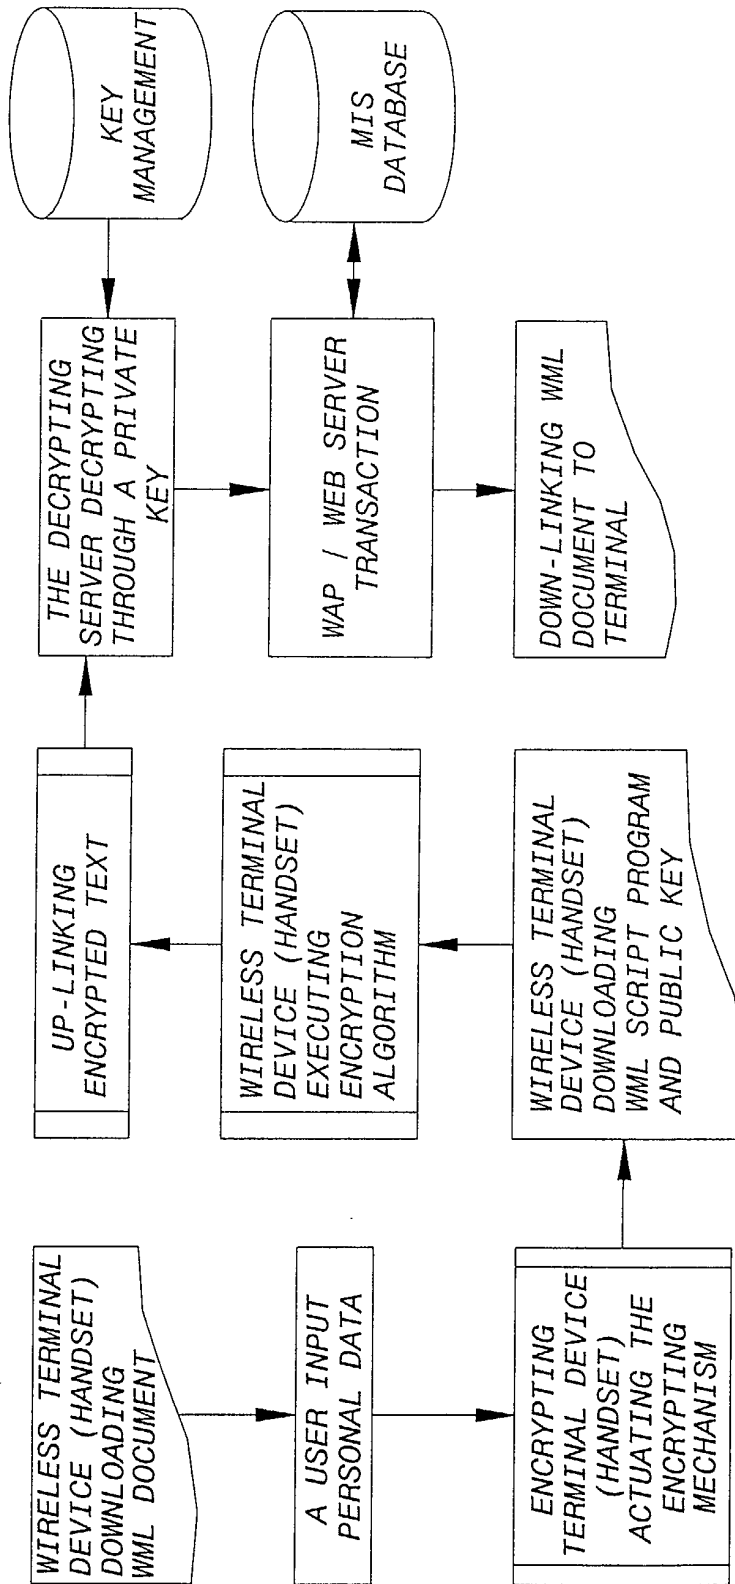 WIRELESS TERMINAL
DEVICE (HANDSET)
DOWNLOADING
WML DOCUMENT
A USER INPUT
PERSONAL DATA
ENCRYPTING
TERMINAL DEVICE
(HANDSET)
ACTUATING THE
ENCRYPTING
MECHANISM
WIRELESS TERMINAL
DEVICE (HANDSET)
DOWNLOADING
WML SCRIPT PROGRAM
AND PUBLIC KEY
WIRELESS TERMINAL
DEVICE (HANDSET)
EXECUTING
ENCRYPTION
ALGORITHM
UP-LINKING
ENCRYPTED TEXT
THE DECRYPTING
SERVER DECRYPTING
THROUGH A PRIVATE
KEY
KEY
MANAGEMENT
WAP / WEB SERVER
TRANSACTION
MIS
DATABASE
DOWN-LINKING WML
DOCUMENT TO
TERMINAL